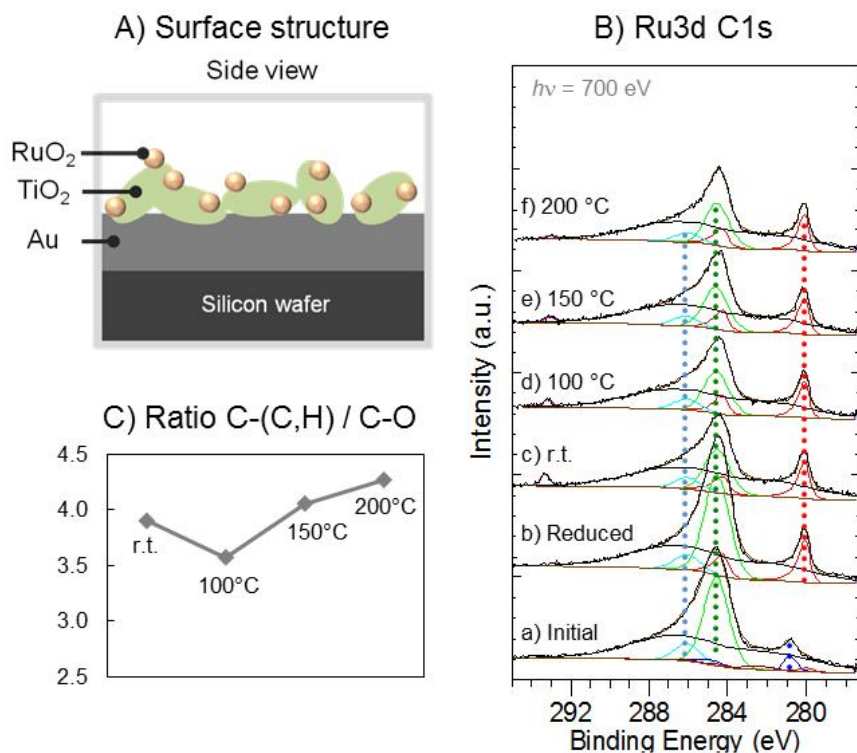 A) Surface structure
Side view
RuO₂
TiO₂
Au
Silicon wafer
C) Ratio C-(C,H) / C-O
4.5
4.0
3.5
3.0
2.5
r.t.
100°C
150°C
200°C
B) Ru3d C1s
hν = 700 eV
f) 200 °C
e) 150 °C
d) 100 °C
c) r.t.
b) Reduced
a) Initial
Intensity (a.u.)
292 288 284 280
Binding Energy (eV)